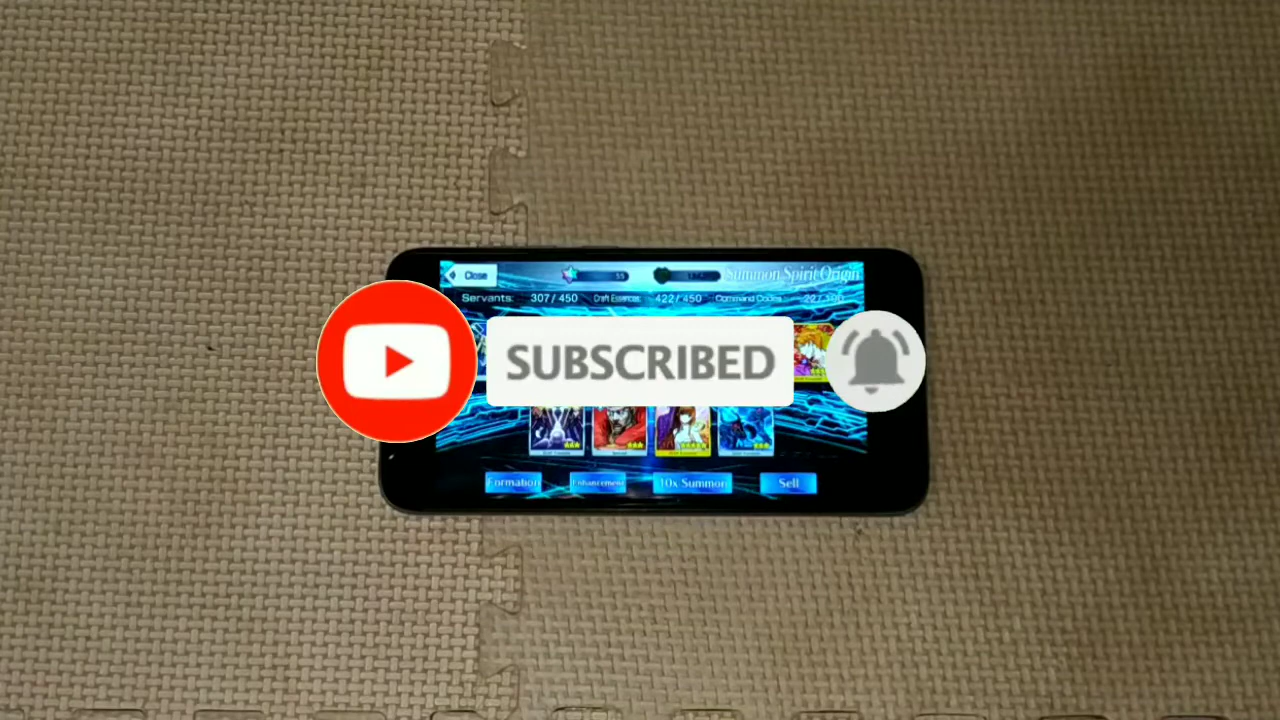 Close
55
Summon Spirit Origin
Servants: 307/450 Craft Essences: 422/450 Command Codes:
SUBSCRIBED
Formation
Enhancement
10x Summon
Sell